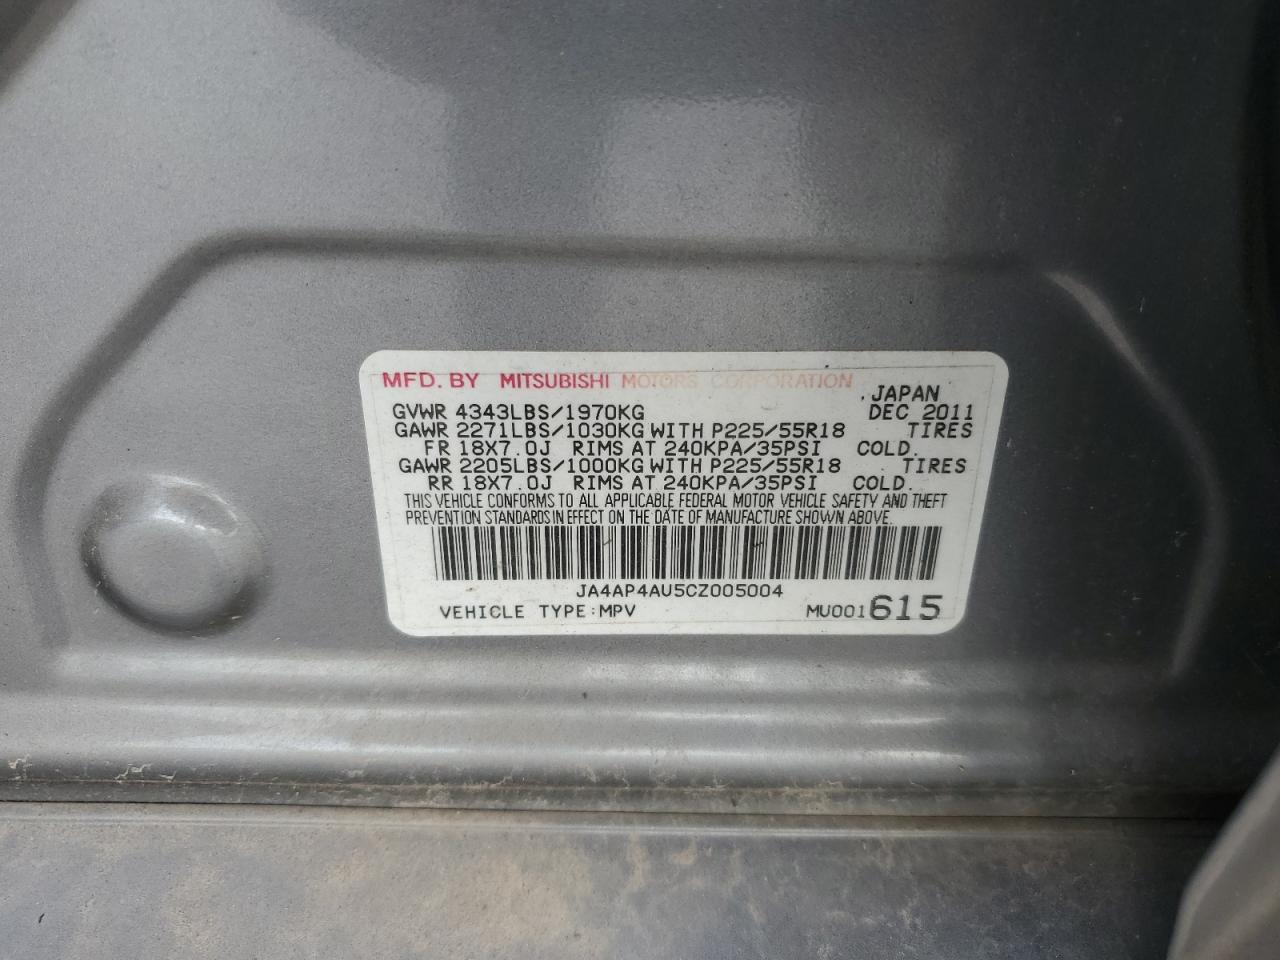 MFD. BY MITSUBISHI MOTORS CORPORATION
.JAPAN
GVWR 4343LBS/1970KG DEC 2011
GAWR 2271LBS/1030KG WITH P225/55R18 TIRES
FR 18X7.0J RIMS AT 240KPA/35PSI COLD.
GAWR 2205LBS/1000KG WITH P225/55R18 . TIRES
RR 18X7.0J RIMS AT 240KPA/35PSI COLD.
THIS VEHICLE CONFORMS TO ALL APPLICABLE FEDERAL MOTOR VEHICLE SAFETY AND THEFT
PREVENTION STANDARDS IN EFFECT ON THE DATE OF MANUFACTURE SHOWN ABOVE.
JA4AP4AU5CZ005004
VEHICLE TYPE:MPV MU001615